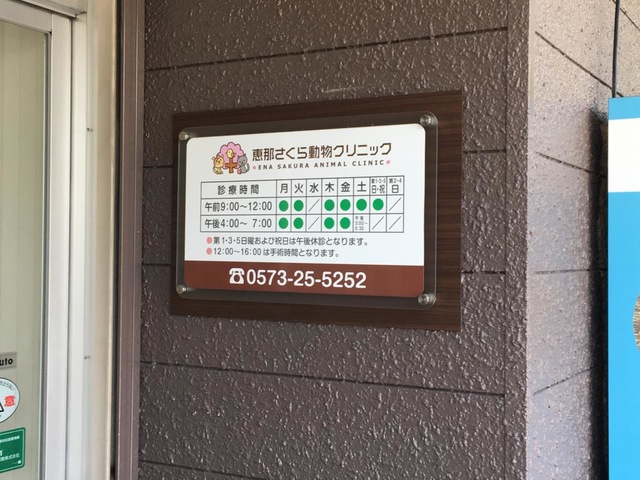 恵那さくら動物クリニック
ENA SAKURA ANIMAL CLINIC
診療時間 月 火 水 木 金 土 第1・3・5日・祝 第2・4日
午前9:00〜12:00 ● ● ／ ● ● ● ● ／
午後4:00〜 7:00 ● ● ／ ● ● ／ ／
●第1・3・5日曜および祝日は午後休診となります。
●12:00〜16:00は手術時間となります。
☎0573-25-5252
uto
意